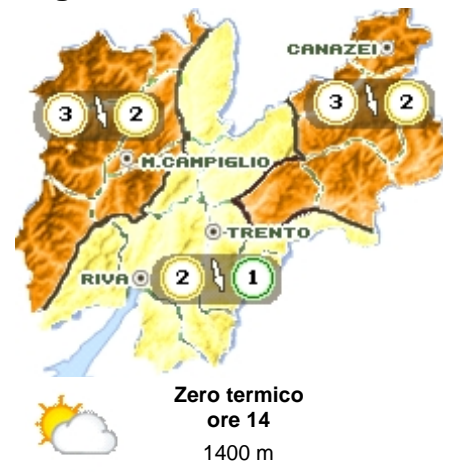 CANAZEI
3 2
3 2
M.CAMPIGLIO
TRENTO
RIVA
2 1
Zero termico
ore 14
1400 m